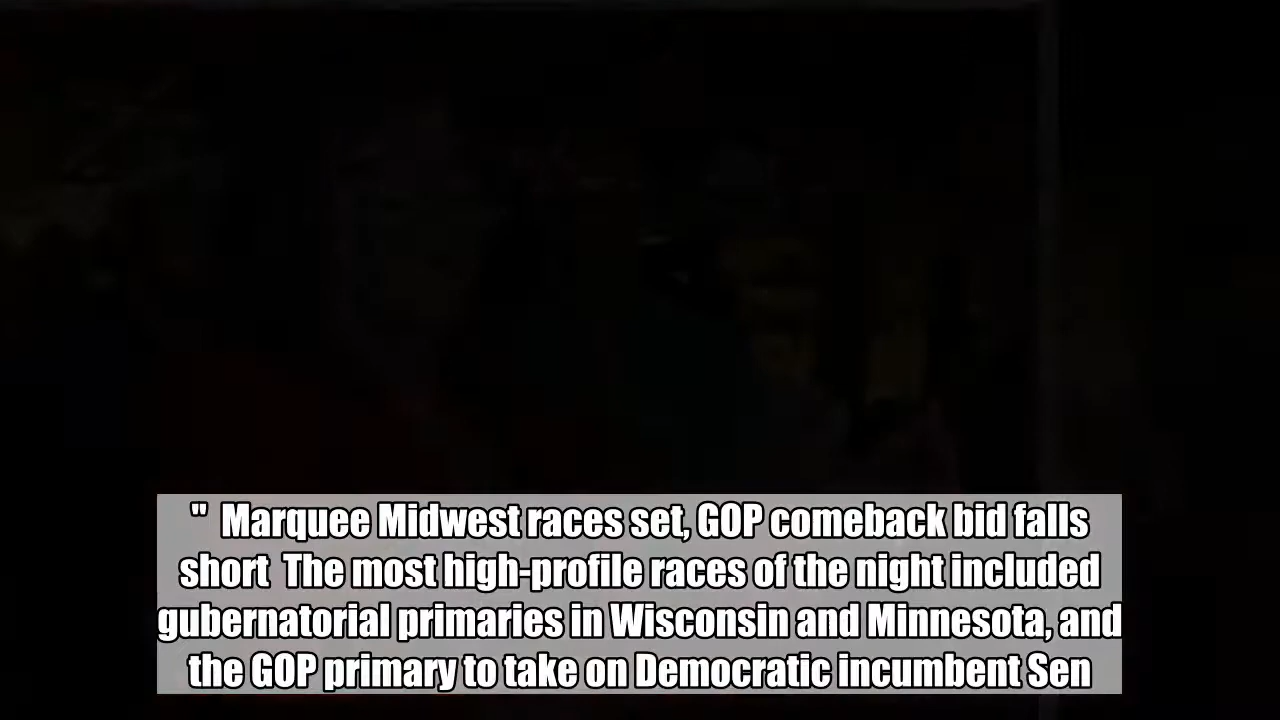 " Marquee Midwest races set, GOP comeback bid falls
short The most high-profile races of the night included
gubernatorial primaries in Wisconsin and Minnesota, and
the GOP primary to take on Democratic incumbent Sen